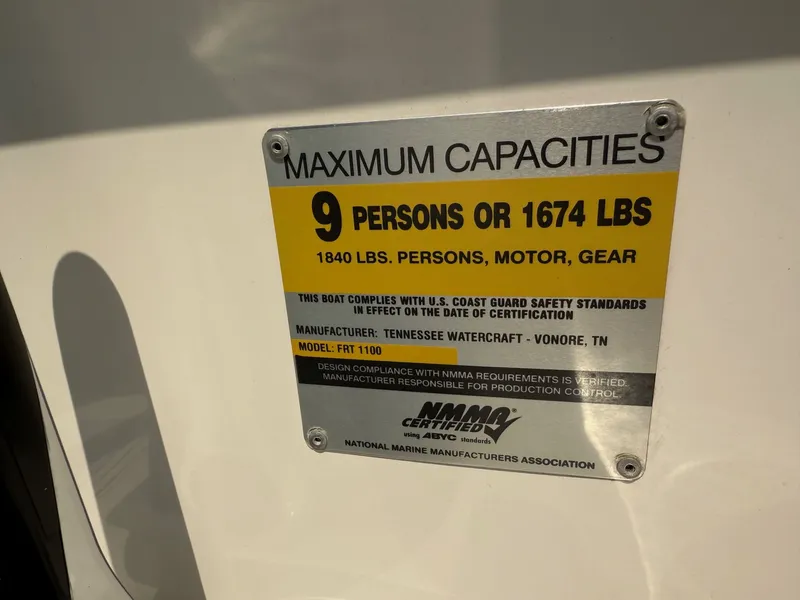 MAXIMUM CAPACITIES
9 PERSONS OR 1674 LBS
1840 LBS. PERSONS, MOTOR, GEAR
THIS BOAT COMPLIES WITH U.S. COAST GUARD SAFETY STANDARDS
IN EFFECT ON THE DATE OF CERTIFICATION
MANUFACTURER: TENNESSEE WATERCRAFT - VONORE, TN
MODEL: FRT 1100
DESIGN COMPLIANCE WITH NMMA REQUIREMENTS IS VERIFIED.
MANUFACTURER RESPONSIBLE FOR PRODUCTION CONTROL.
NMMA®
CERTIFIED
using ABYC standards
NATIONAL MARINE MANUFACTURERS ASSOCIATION